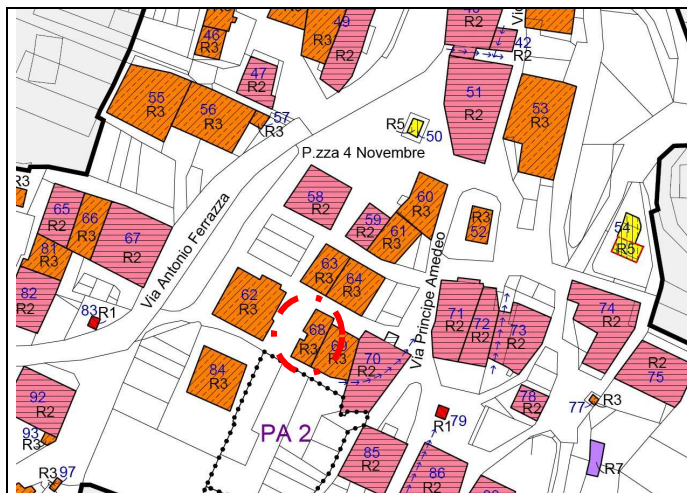 46
R3
R3
49
R2
48
R2
Vic
42
R2
47
R2
55
R3
56
R3
57
R3
51
R2
53
R3
R5
50
P.zza 4 Novembre
R3
58
R2
59
R2
60
R3
61
R3
R3
52
54
R5
65
R2
66
R3
67
R2
81
R3
82
R2
83
R1
Via Antonio Ferrazza
Via Principe Amedeo
62
R3
63
R3
64
R3
68
R3
69
R3
70
R2
71
R2
72
R2
73
R2
74
R2
R2
75
84
R3
92
R2
93
R3
R3
97
PA 2
78
R2
77
R3
79
R1
85
R2
86
R2
R7